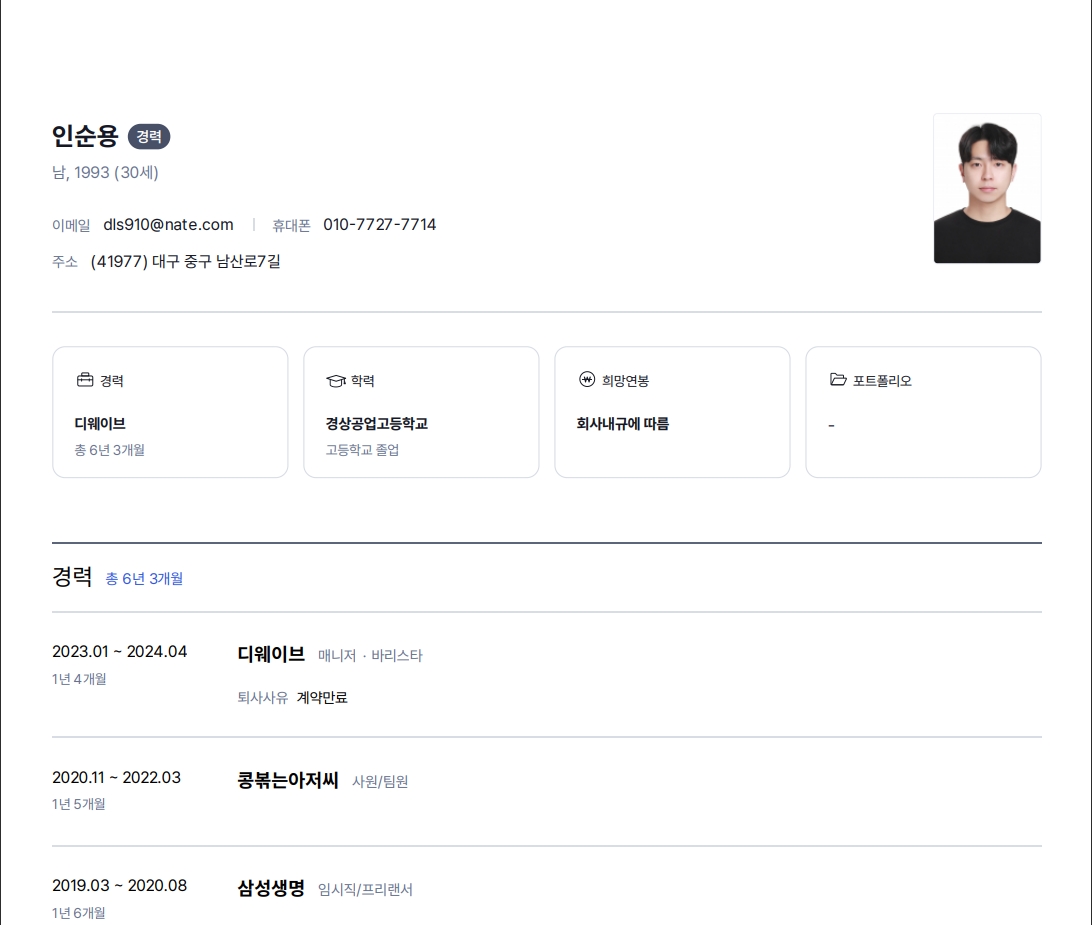 인순용 경력
남, 1993 (30세)
이메일 dls910@nate.com | 휴대폰 010-7727-7714
주소 (41977) 대구 중구 남산로7길
경력
디웨이브
총 6년 3개월
학력
경상공업고등학교
고등학교 졸업
희망연봉
회사내규에 따름
포트폴리오
-
경력 총 6년 3개월
2023.01 ~ 2024.04 디웨이브 매니저 · 바리스타
1년 4개월
퇴사사유 계약만료
2020.11 ~ 2022.03 콩볶는아저씨 사원/팀원
1년 5개월
2019.03 ~ 2020.08 삼성생명 임시직/프리랜서
1년 6개월